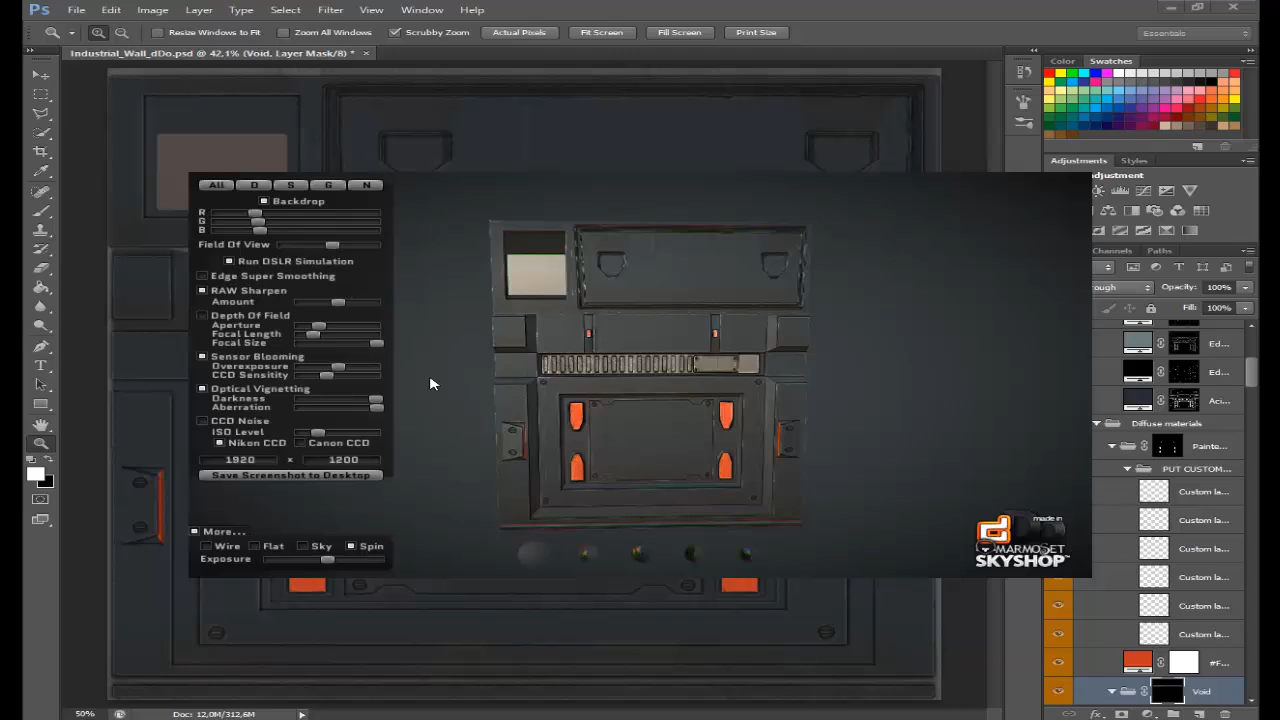 Ps File Edit Image Layer Type Select Filter View Window Help
Resize Windows to Fit Zoom All Windows Scrubby Zoom Actual Pixels Fit Screen Fill Screen Print Size Essentials
Industrial_Wall_dDo.psd @ 42,1% (Void, Layer Mask/8) * ×
Color Swatches
Adjustments Styles
djustment
Channels Paths
rough Opacity: 100%
Fill: 100%
Ed...
Ed...
Aci...
Diffuse materials
Painte...
PUT CUSTOM...
Custom la...
Custom la...
Custom la...
Custom la...
Custom la...
Custom la...
#F...
Void
All D S G N
Backdrop
R
G
B
Field Of View
Run DSLR Simulation
Edge Super Smoothing
RAW Sharpen
Amount
Depth Of Field
Aperture
Focal Length
Focal Size
Sensor Blooming
Overexposure
CCD Sensitivity
Optical Vignetting
Darkness
Aberration
CCD Noise
ISO Level
Nikon CCD Canon CCD
1920 × 1200
Save Screenshot to Desktop
More...
Wire Flat Sky Spin
Exposure
made in
MARMOSET
SKYSHOP™
50% Doc: 12,0M/312,6M